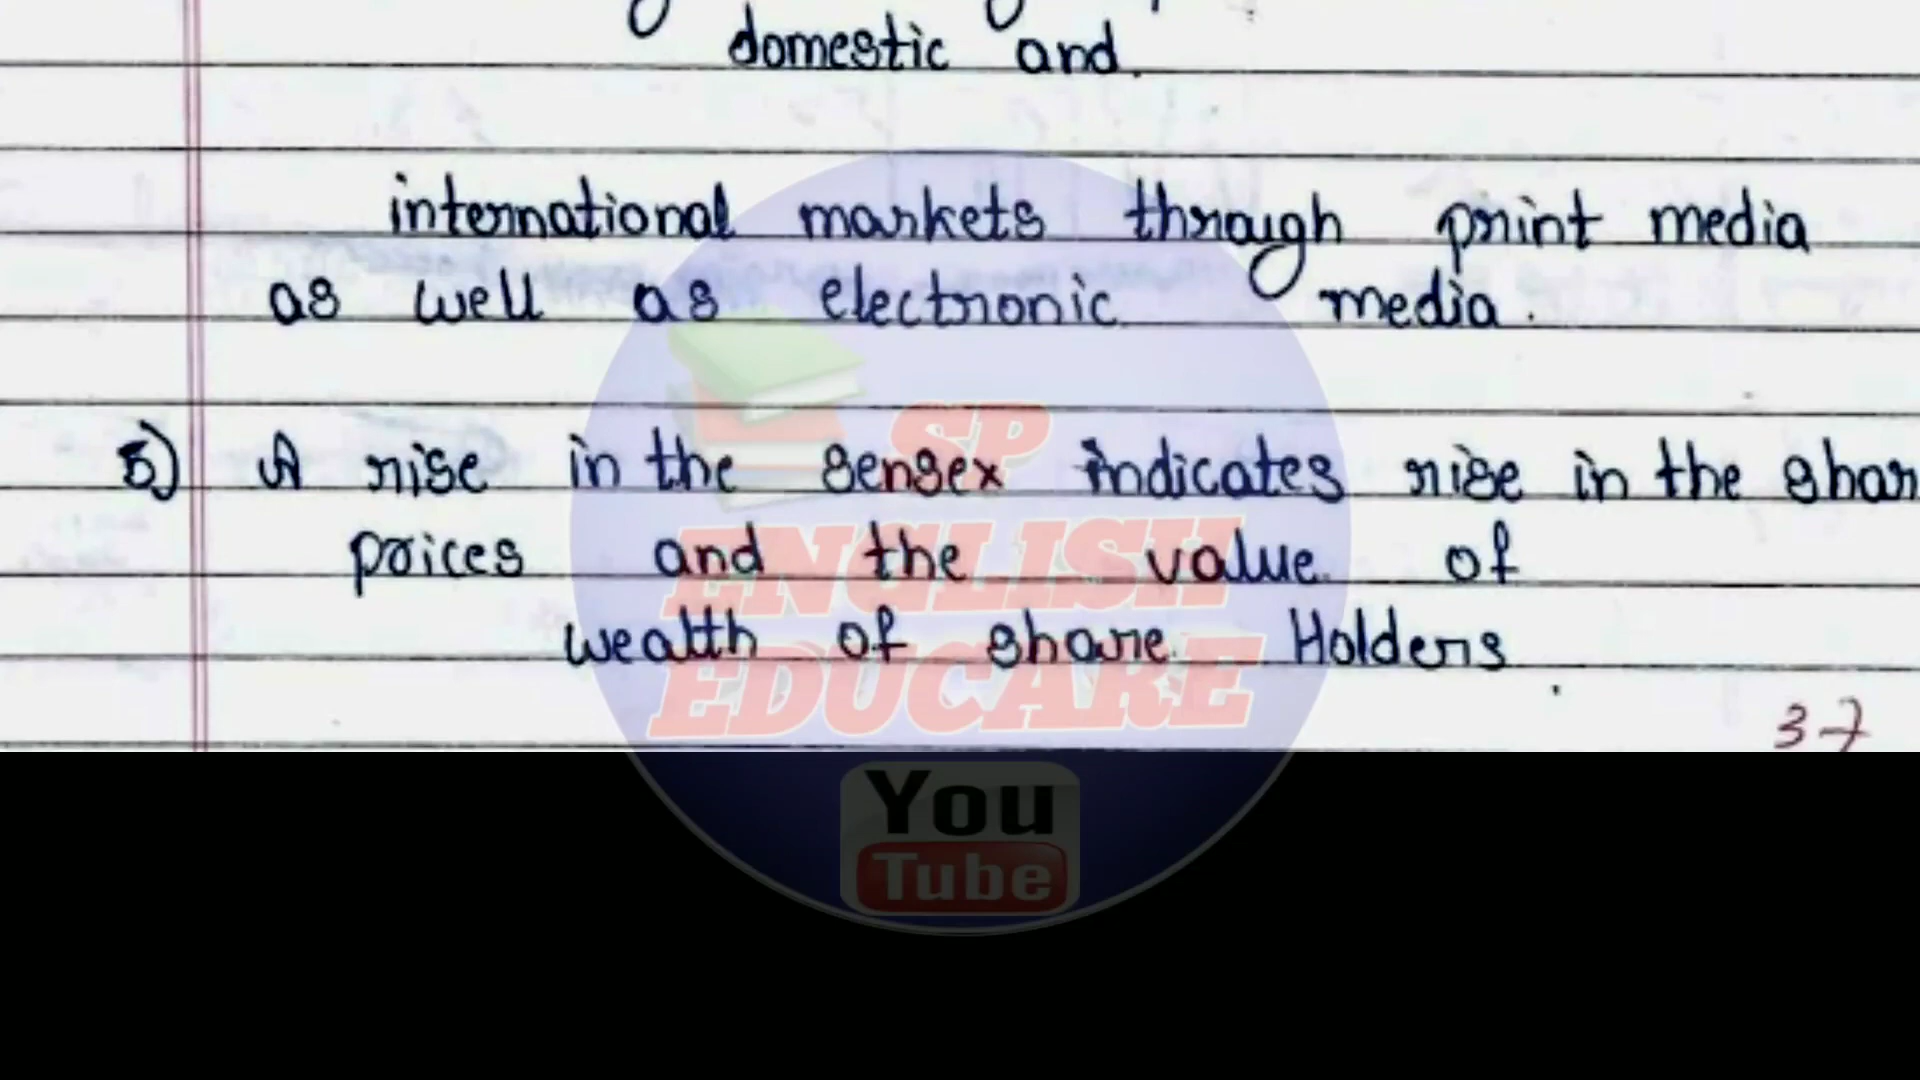 domestic and
international markets through print media
as well as electronic media.
5) A rise in the sensex indicates rise in the shar
prices and the value of
wealth of share Holders
37
SP
ENGLISH
EDUCARE
You
Tube